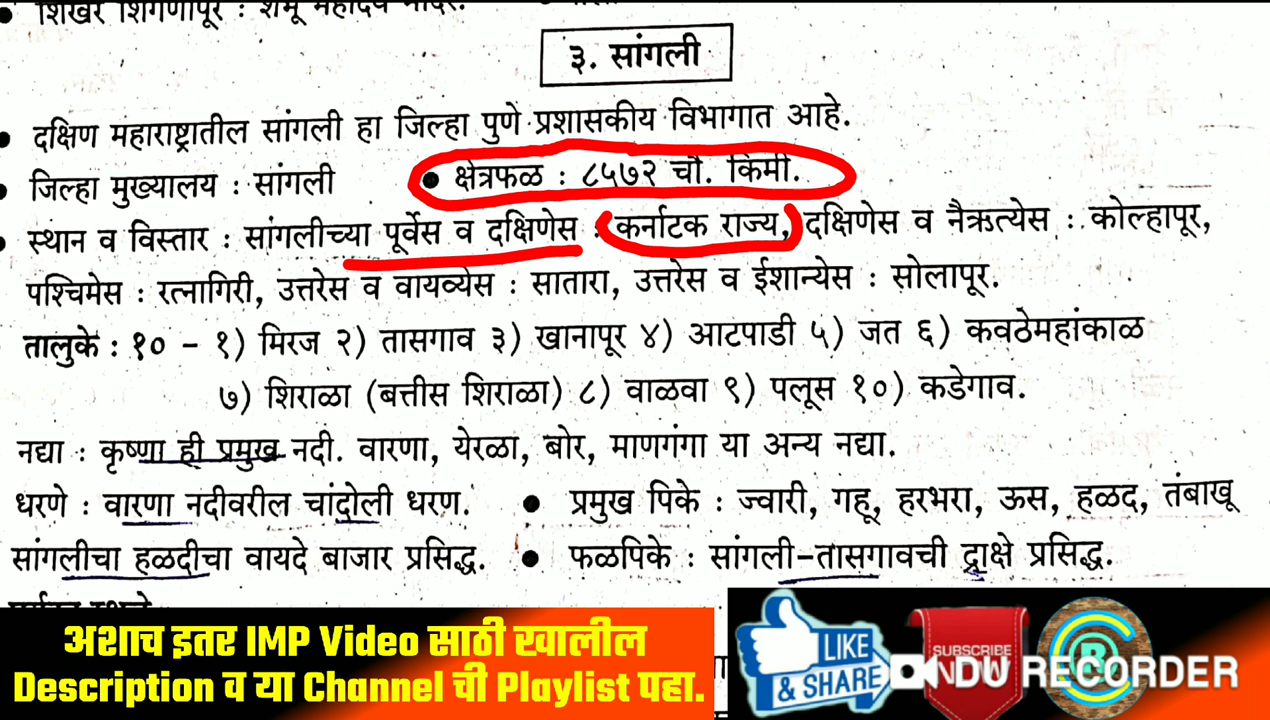 शिखर शिंगणापूर : शंभू महादेव मंदिर.
३. सांगली
• दक्षिण महाराष्ट्रातील सांगली हा जिल्हा पुणे प्रशासकीय विभागात आहे.
• जिल्हा मुख्यालय : सांगली • क्षेत्रफळ : ८५७२ चौ. किमी.
• स्थान व विस्तार : सांगलीच्या पूर्वेस व दक्षिणेस : कर्नाटक राज्य, दक्षिणेस व नैऋत्येस : कोल्हापूर,
पश्चिमेस : रत्नागिरी, उत्तरेस व वायव्येस : सातारा, उत्तरेस व ईशान्येस : सोलापूर.
तालुके : १० - १) मिरज २) तासगाव ३) खानापूर ४) आटपाडी ५) जत ६) कवठेमहांकाळ
७) शिराळा (बत्तीस शिराळा) ८) वाळवा ९) पलूस १०) कडेगाव.
नद्या : कृष्णा ही प्रमुख नदी. वारणा, येरळा, बोर, माणगंगा या अन्य नद्या.
धरणे : वारणा नदीवरील चांदोली धरण. • प्रमुख पिके : ज्वारी, गहू, हरभरा, ऊस, हळद, तंबाखू
सांगलीचा हळदीचा वायदे बाजार प्रसिद्ध. • फळपिके : सांगली-तासगावची द्राक्षे प्रसिद्ध.
अशाच इतर IMP Video साठी खालील
Description व या Channel ची Playlist पहा.
LIKE
& SHARE
SUBSCRIBE
DU RECORDER